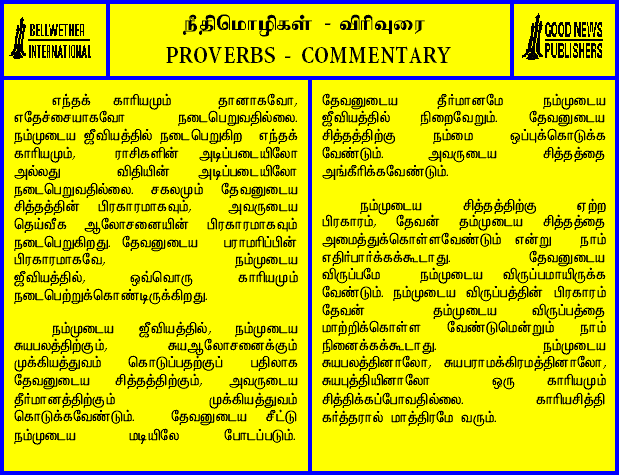 BELLWETHER
INTERNATIONAL
நீதிமொழிகள் - விரிவுரை
PROVERBS - COMMENTARY
GOOD NEWS
PUBLISHERS
எந்தக் காரியமும் தானாகவோ,
எதேச்சையாகவோ நடைபெறுவதில்லை.
நம்முடைய ஜீவியத்தில் நடைபெறுகிற எந்தக்
காரியமும், ராசிகளின் அடிப்படையிலோ
அல்லது விதியின் அடிப்படையிலோ
நடைபெறுவதில்லை. சகலமும் தேவனுடைய
சித்தத்தின் பிரகாரமாகவும், அவருடைய
தெய்வீக ஆலோசனையின் பிரகாரமாகவும்
நடைபெறுகிறது. தேவனுடைய பராமரிப்பின்
பிரகாரமாகவே, நம்முடைய
ஜீவியத்தில், ஒவ்வொரு காரியமும்
நடைபெற்றுக்கொண்டிருக்கிறது.
நம்முடைய ஜீவியத்தில், நம்முடைய
சுயபலத்திற்கும், சுயஆலோசனைக்கும்
முக்கியத்துவம் கொடுப்பதற்குப் பதிலாக
தேவனுடைய சித்தத்திற்கும், அவருடைய
தீர்மானத்திற்கும் முக்கியத்துவம்
கொடுக்கவேண்டும். தேவனுடைய சீட்டு
நம்முடைய மடியிலே போடப்படும்.
தேவனுடைய தீர்மானமே நம்முடைய
ஜீவியத்தில் நிறைவேறும். தேவனுடைய
சித்தத்திற்கு நம்மை ஒப்புக்கொடுக்க
வேண்டும். அவருடைய சித்தத்தை
அங்கீரிக்கவேண்டும்.
நம்முடைய சித்தத்திற்கு ஏற்ற
பிரகாரம், தேவன் தம்முடைய சித்தத்தை
அமைத்துக்கொள்ளவேண்டும் என்று நாம்
எதிர்பார்க்கக்கூடாது. தேவனுடைய
விருப்பமே நம்முடைய விருப்பமாயிருக்க
வேண்டும். நம்முடைய விருப்பத்தின் பிரகாரம்
தேவன் தம்முடைய விருப்பத்தை
மாற்றிக்கொள்ள வேண்டுமென்றும் நாம்
நினைக்கக்கூடாது. நம்முடைய
சுயபலத்தினாலோ, சுயபராமக்கிரமத்தினாலோ,
சுயபுத்தியினாலோ ஒரு காரியமும்
சித்திக்கப்போவதில்லை. காரியசித்தி
கர்த்தரால் மாத்திரமே வரும்.